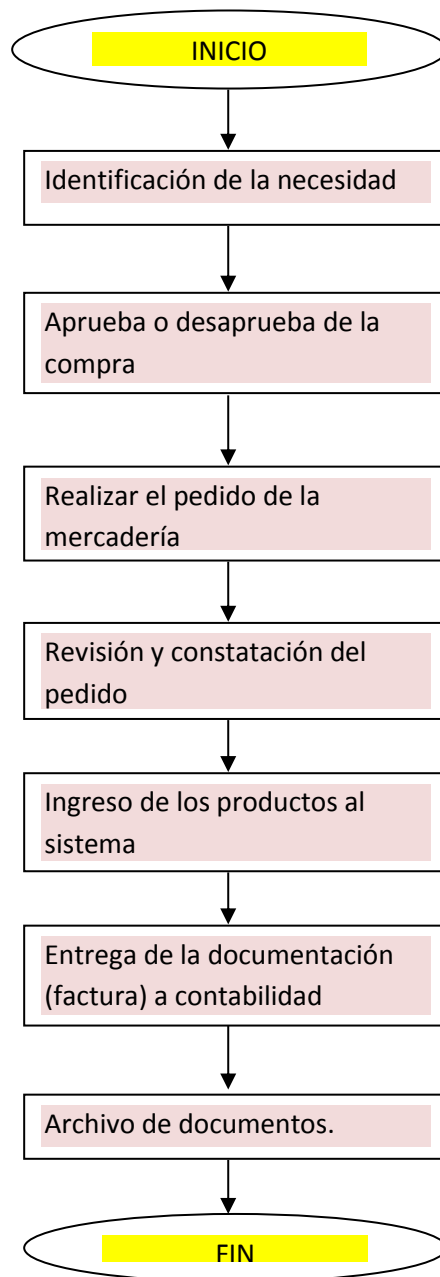 INICIO
Identificación de la necesidad
Aprueba o desaprueba de la
compra
Realizar el pedido de la
mercadería
Revisión y constatación del
pedido
Ingreso de los productos al
sistema
Entrega de la documentación
(factura) a contabilidad
Archivo de documentos.
FIN